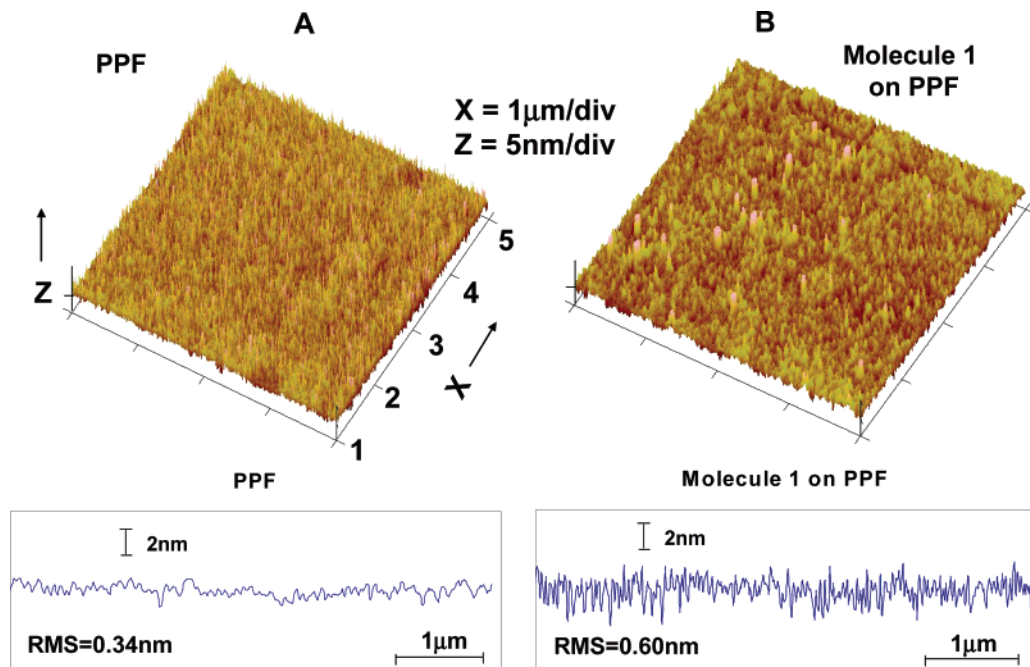 A
B
PPF
Molecule 1
on PPF
X = 1μm/div
Z = 5nm/div
Z
X
5
4
3
2
1
PPF
Molecule 1 on PPF
2nm
RMS=0.34nm
1μm
2nm
RMS=0.60nm
1μm